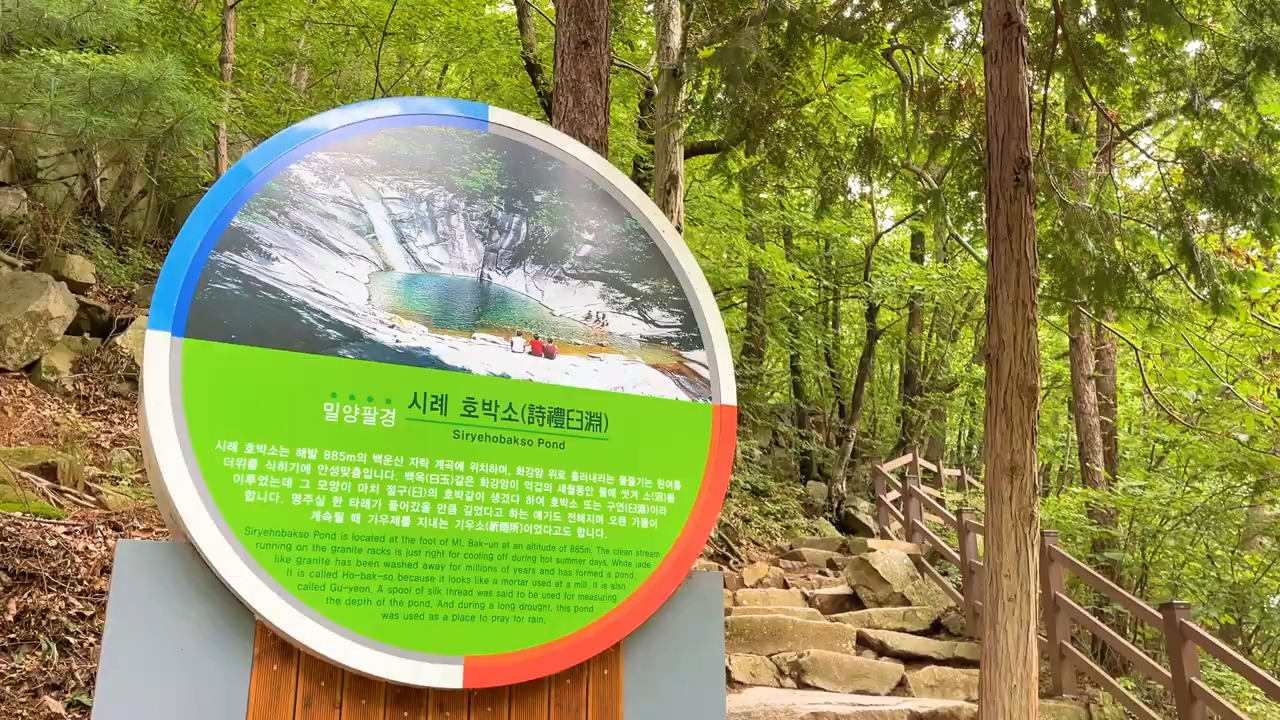 밀양팔경 시례 호박소(詩禮臼淵)
Siryehobakso Pond
시례 호박소는 해발 885m의 백운산 자락 계곡에 위치하며, 화강암 위로 흘러내리는 물줄기는 한여름
더위를 식히기에 안성맞춤입니다. 백옥(白玉)같은 화강암이 억겁의 세월동안 물에 씻겨 소(沼)를
이루었는데 그 모양이 마치 절구(臼)의 호박같이 생겼다 하여 호박소 또는 구연(臼淵)이라
합니다. 명주실 한 타래가 들어갔을 만큼 깊었다고 하는 얘기도 전해지며 오랜 가뭄이
계속될 때 기우제를 지내는 기우소(祈雨所)이었다고도 합니다.
Siryehobakso Pond is located at the foot of Mt. Bak-un at an altitude of 885m. The clean stream
running on the granite racks is just right for cooling off during hot summer days. White jade
like granite has been washed away for millions of years and has formed a pond.
It is called Ho-bak-so because it looks like a mortar used at a mill. It is also
called Gu-yeon. A spool of silk thread was said to be used for measuring
the depth of the pond. And during a long drought, this pond
was used as a place to pray for rain.